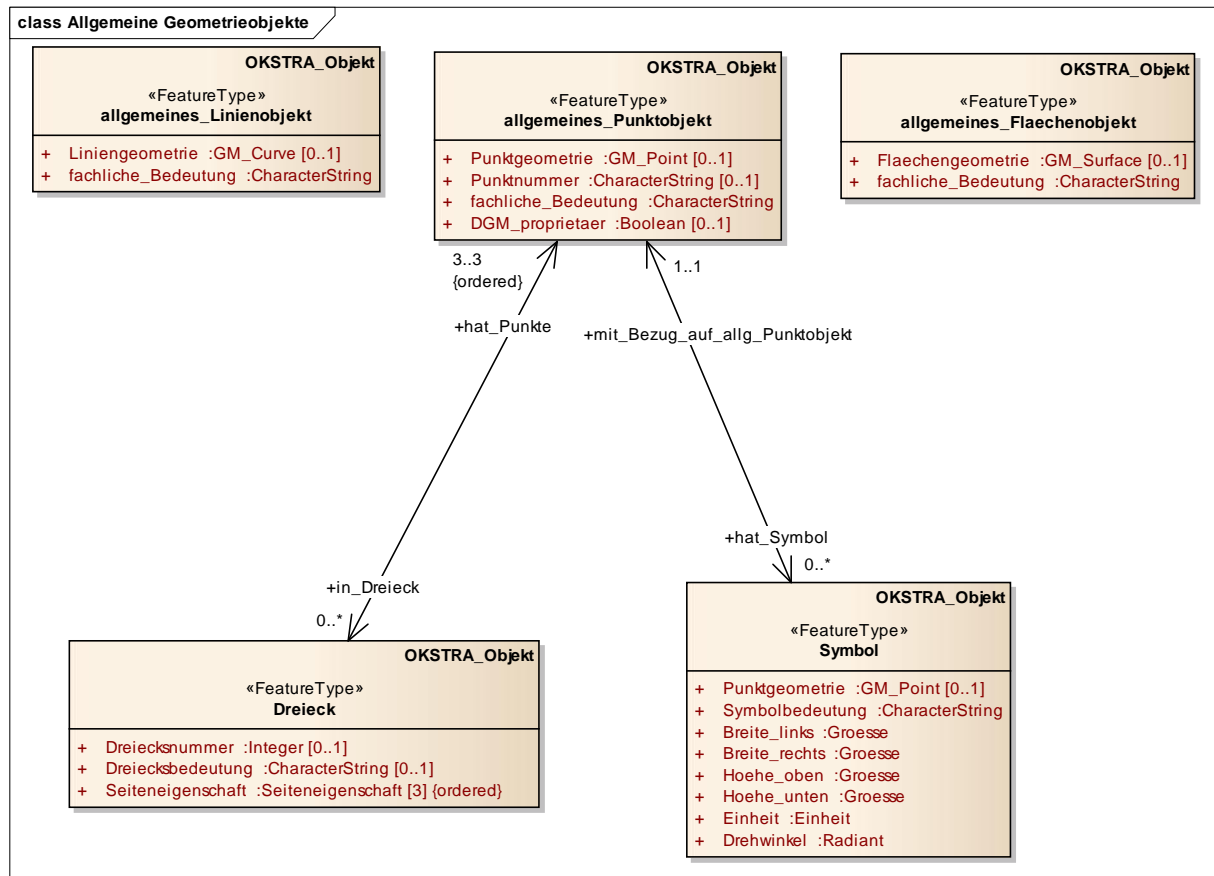 class Allgemeine Geometrieobjekte
OKSTRA_Objekt
«FeatureType»
allgemeines_Linienobjekt
+ Liniengeometrie :GM_Curve [0..1]
+ fachliche_Bedeutung :CharacterString
OKSTRA_Objekt
«FeatureType»
allgemeines_Punktobjekt
+ Punktgeometrie :GM_Point [0..1]
+ Punktnummer :CharacterString [0..1]
+ fachliche_Bedeutung :CharacterString
+ DGM_proprietaer :Boolean [0..1]
OKSTRA_Objekt
«FeatureType»
allgemeines_Flaechenobjekt
+ Flaechengeometrie :GM_Surface [0..1]
+ fachliche_Bedeutung :CharacterString
3..3
{ordered}
1..1
+hat_Punkte
+mit_Bezug_auf_allg_Punktobjekt
+hat_Symbol
0..*
+in_Dreieck
0..*
OKSTRA_Objekt
«FeatureType»
Dreieck
+ Dreiecksnummer :Integer [0..1]
+ Dreiecksbedeutung :CharacterString [0..1]
+ Seiteneigenschaft :Seiteneigenschaft [3] {ordered}
OKSTRA_Objekt
«FeatureType»
Symbol
+ Punktgeometrie :GM_Point [0..1]
+ Symbolbedeutung :CharacterString
+ Breite_links :Groesse
+ Breite_rechts :Groesse
+ Hoehe_oben :Groesse
+ Hoehe_unten :Groesse
+ Einheit :Einheit
+ Drehwinkel :Radiant